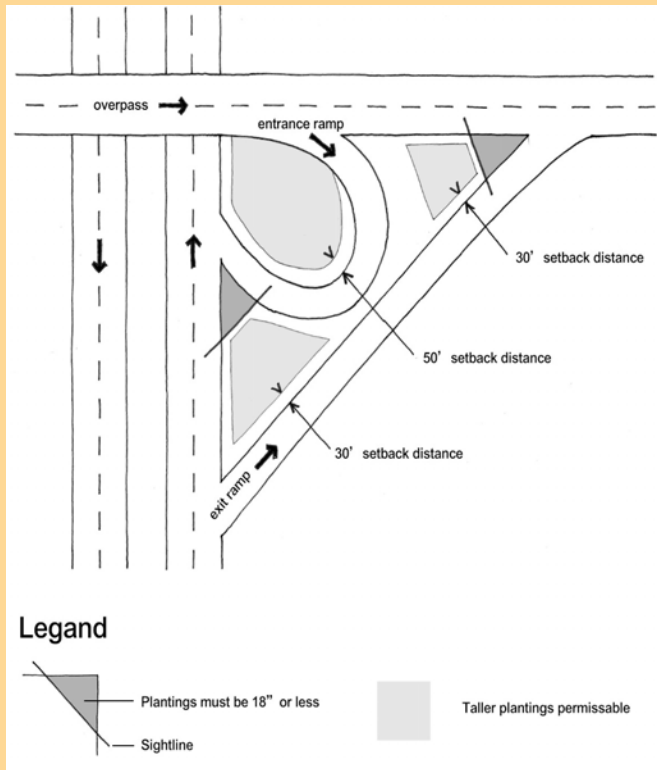 overpass
entrance ramp
30' setback distance
50' setback distance
30' setback distance
exit ramp
Legand
Plantings must be 18" or less
Sightline
Taller plantings permissable